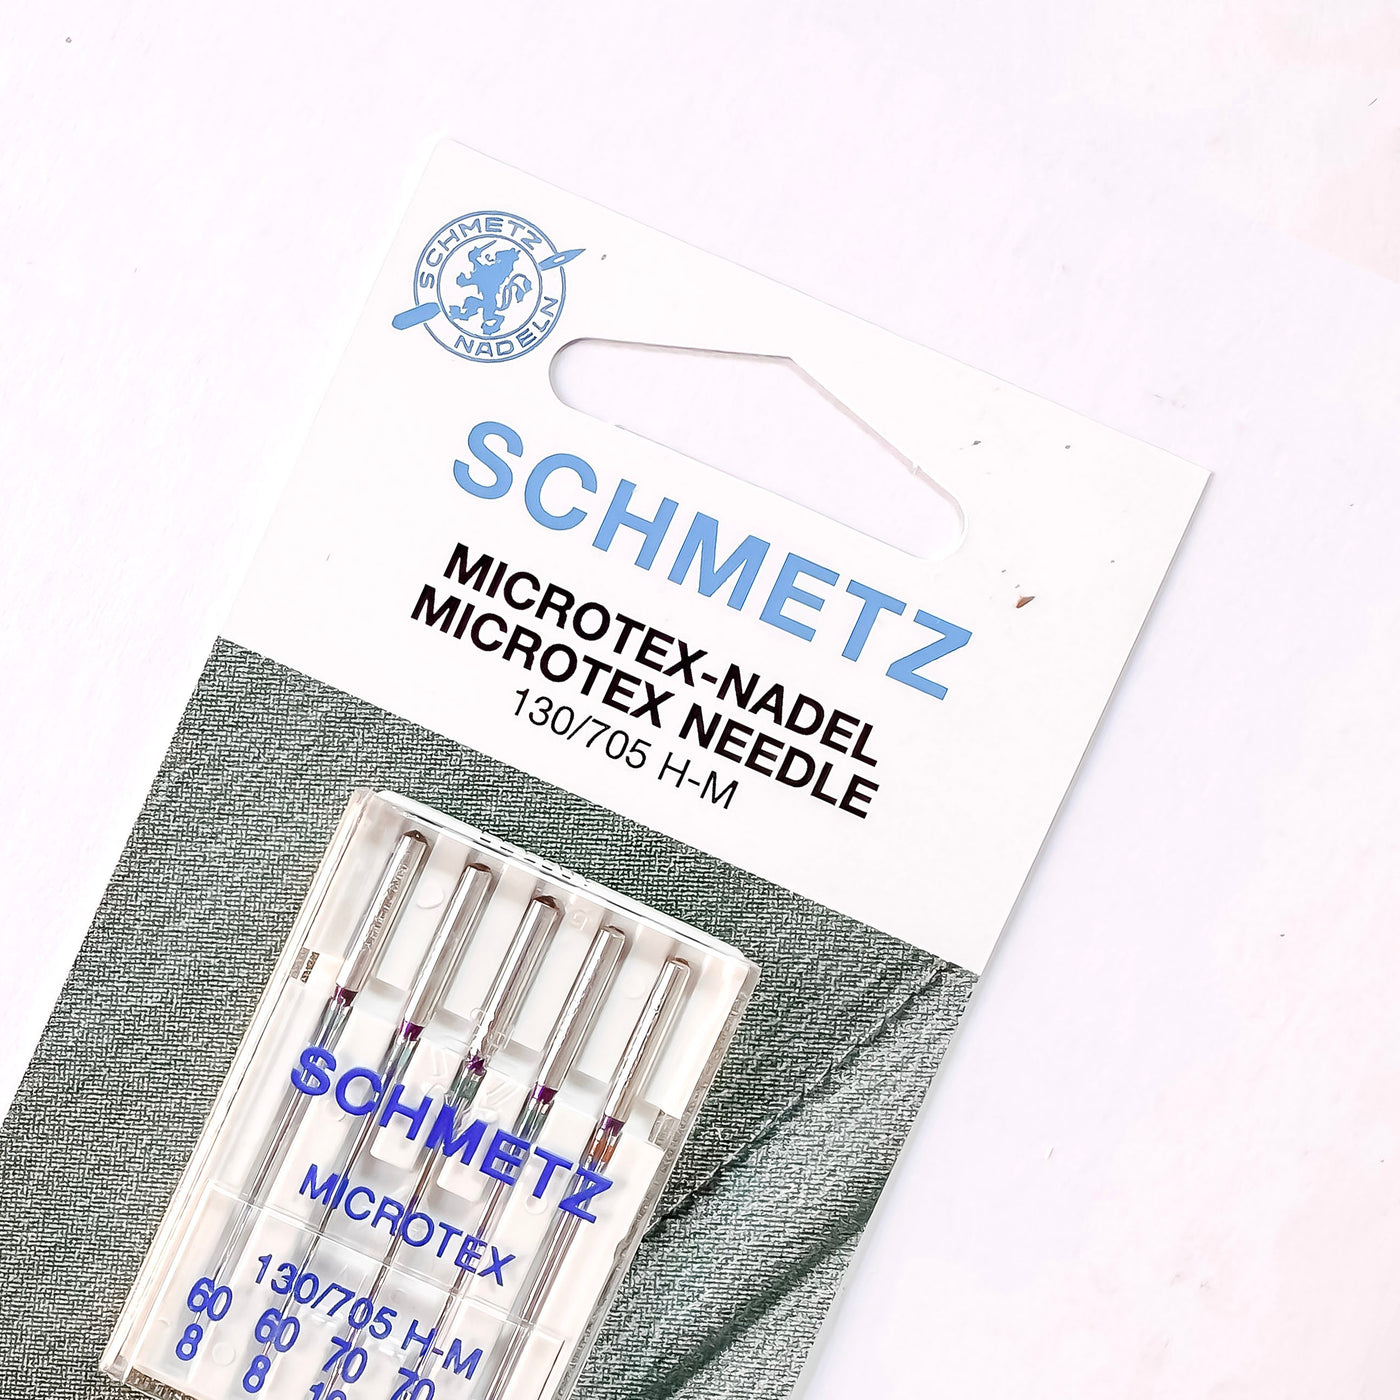 SCHMETZ
NADELN
SCHMETZ
MICROTEX-NADEL
MICROTEX NEEDLE
130/705 H-M
SCHMETZ
MICROTEX
130/705 H-M
60 60 70 70
8 8 10